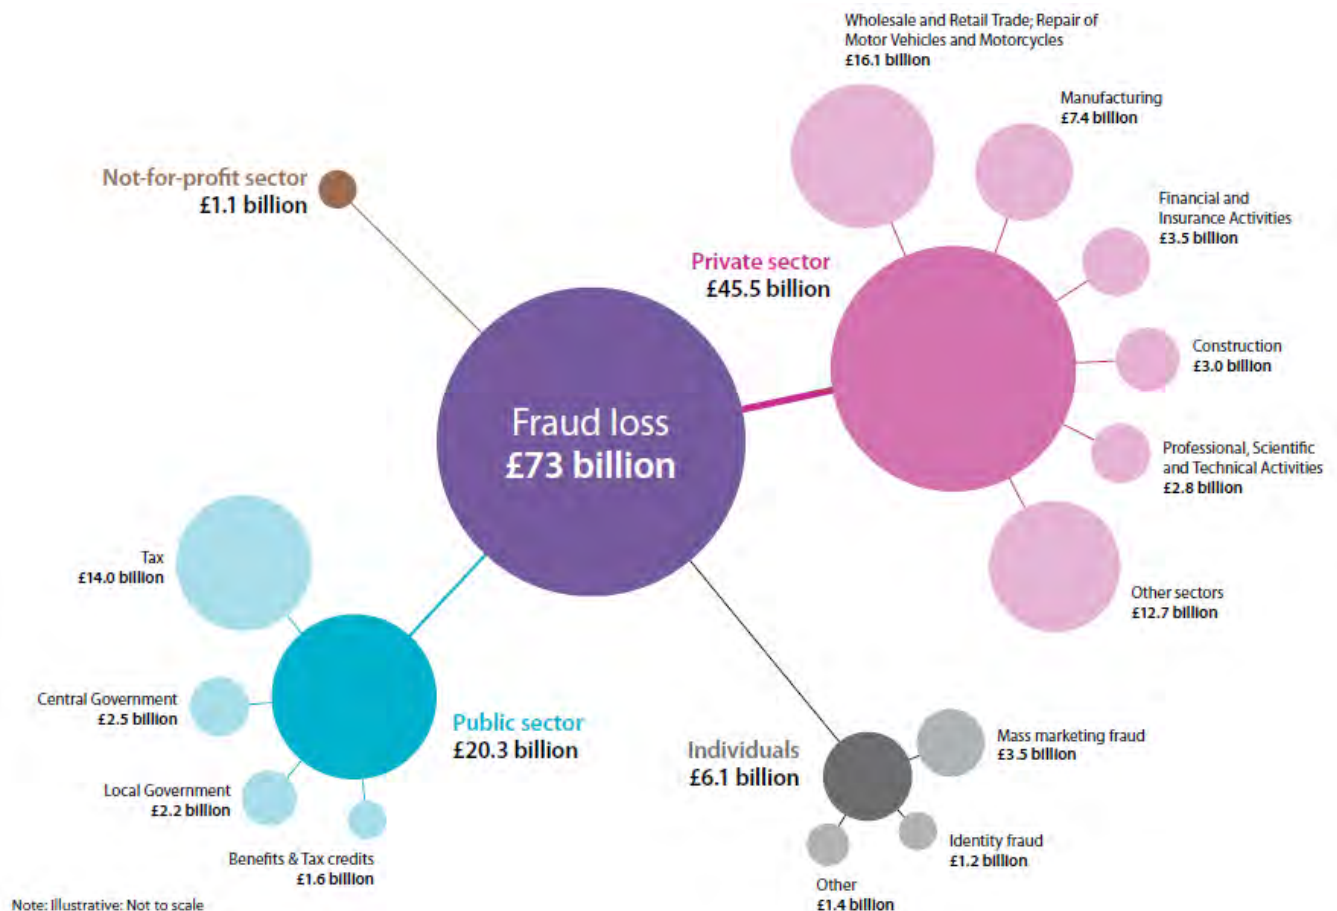 Wholesale and Retail Trade; Repair of
Motor Vehicles and Motorcycles
£16.1 billion
Manufacturing
£7.4 billion
Not-for-profit sector
£1.1 billion
Financial and
Insurance Activities
£3.5 billion
Private sector
£45.5 billion
Construction
£3.0 billion
Fraud loss
£73 billion
Professional, Scientific
and Technical Activities
£2.8 billion
Tax
£14.0 billion
Other sectors
£12.7 billion
Central Government
£2.5 billion
Public sector
£20.3 billion
Individuals
£6.1 billion
Mass marketing fraud
£3.5 billion
Local Government
£2.2 billion
Identity fraud
£1.2 billion
Benefits & Tax credits
£1.6 billion
Other
£1.4 billion
Note: Illustrative: Not to scale